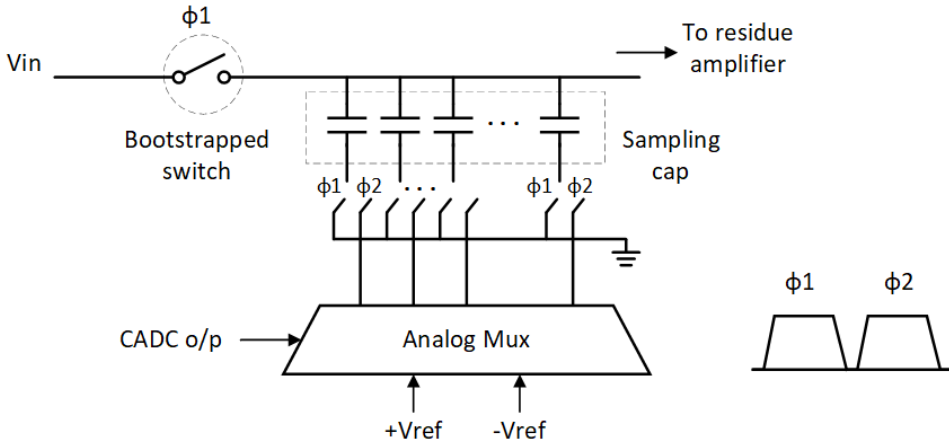 ϕ1
Vin
To residue
amplifier
Bootstrapped
switch
. . .
Sampling
cap
ϕ1 ϕ2 . . . ϕ1 ϕ2
ϕ1 ϕ2
CADC o/p
Analog Mux
+Vref -Vref